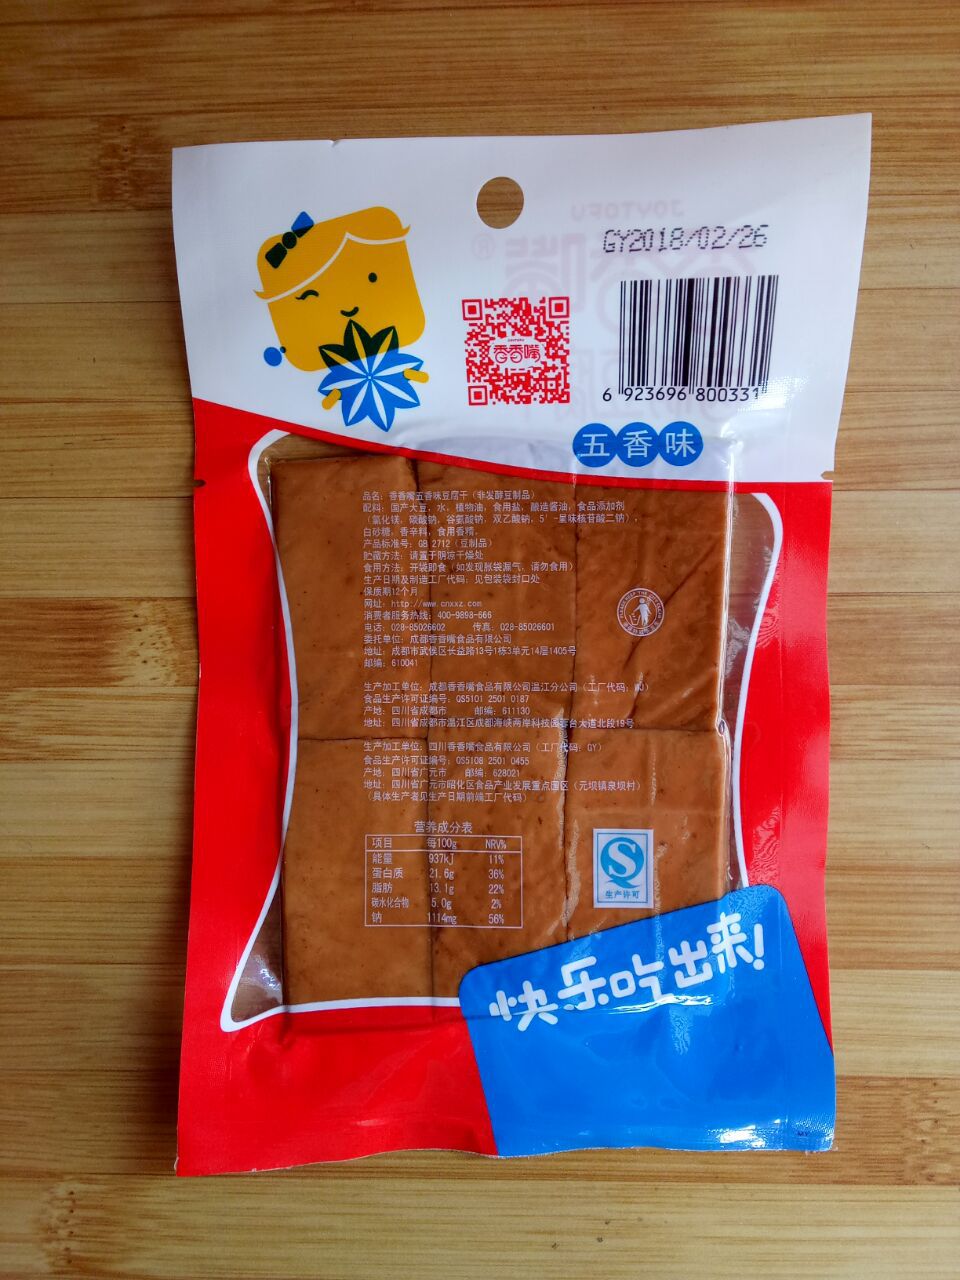 GY2018/02/26
香香嘴
6 923696 800331
五香味
品名：香香嘴五香味豆腐干（非发酵豆制品）
配料：国产大豆，水，植物油，食用盐，酿造酱油，食品添加剂
（氯化镁，碳酸钠，谷氨酸钠，双乙酸钠，5'-呈味核苷酸二钠），
白砂糖，香辛料，食用香精。
产品标准号：GB 2712（豆制品）
贮藏方法：请置于阴凉干燥处
食用方法：开袋即食（如发现胀袋漏气，请勿食用）
生产日期及制造工厂代码：见包装袋封口处
保质期12个月
网址：http://www.cnxxz.com
消费者服务热线：400-9898-666
电话：028-85026602 传真：028-85026601
委托单位：成都香香嘴食品有限公司
地址：成都市武侯区长益路13号1栋3单元14层1405号
邮编：610041
生产加工单位：成都香香嘴食品有限公司温江分公司（工厂代码：WJ）
食品生产许可证编号：QS5101 2501 0187
产地：四川省成都市 邮编：611130
地址：四川省成都市温江区成都海峡两岸科技园蓉台大道北段19号
生产加工单位：四川香香嘴食品有限公司（工厂代码：GY）
食品生产许可证编号：QS5108 2501 0455
产地：四川省广元市 邮编：628021
地址：四川省广元市昭化区食品产业发展重点园区（元坝镇泉坝村）
（具体生产者见生产日期前端工厂代码）
营养成分表
项目 每100g NRV%
能量 937kJ 11%
蛋白质 21.6g 36%
脂肪 13.1g 22%
碳水化合物 5.0g 2%
钠 1114mg 56%
生产许可
快乐吃出来！